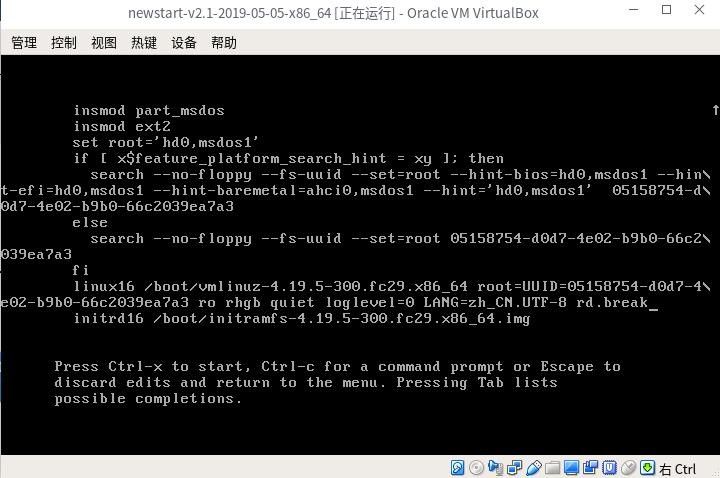 newstart-v2.1-2019-05-05-x86_64 [正在运行] - Oracle VM VirtualBox
管理 控制 视图 热键 设备 帮助
insmod part_msdos
insmod ext2
set root='hd0,msdos1'
if [ x$feature_platform_search_hint = xy ]; then
search --no-floppy --fs-uuid --set=root --hint-bios=hd0,msdos1 --hin\
t-efi=hd0,msdos1 --hint-baremetal=ahci0,msdos1 --hint='hd0,msdos1'  05158754-d\
0d7-4e02-b9b0-66c2039ea7a3
else
search --no-floppy --fs-uuid --set=root 05158754-d0d7-4e02-b9b0-66c2\
039ea7a3
fi
linux16 /boot/vmlinuz-4.19.5-300.fc29.x86_64 root=UUID=05158754-d0d7-4\
e02-b9b0-66c2039ea7a3 ro rhgb quiet loglevel=0 LANG=zh_CN.UTF-8 rd.break_
initrd16 /boot/initramfs-4.19.5-300.fc29.x86_64.img
Press Ctrl-x to start, Ctrl-c for a command prompt or Escape to
discard edits and return to the menu. Pressing Tab lists
possible completions.
右 Ctrl